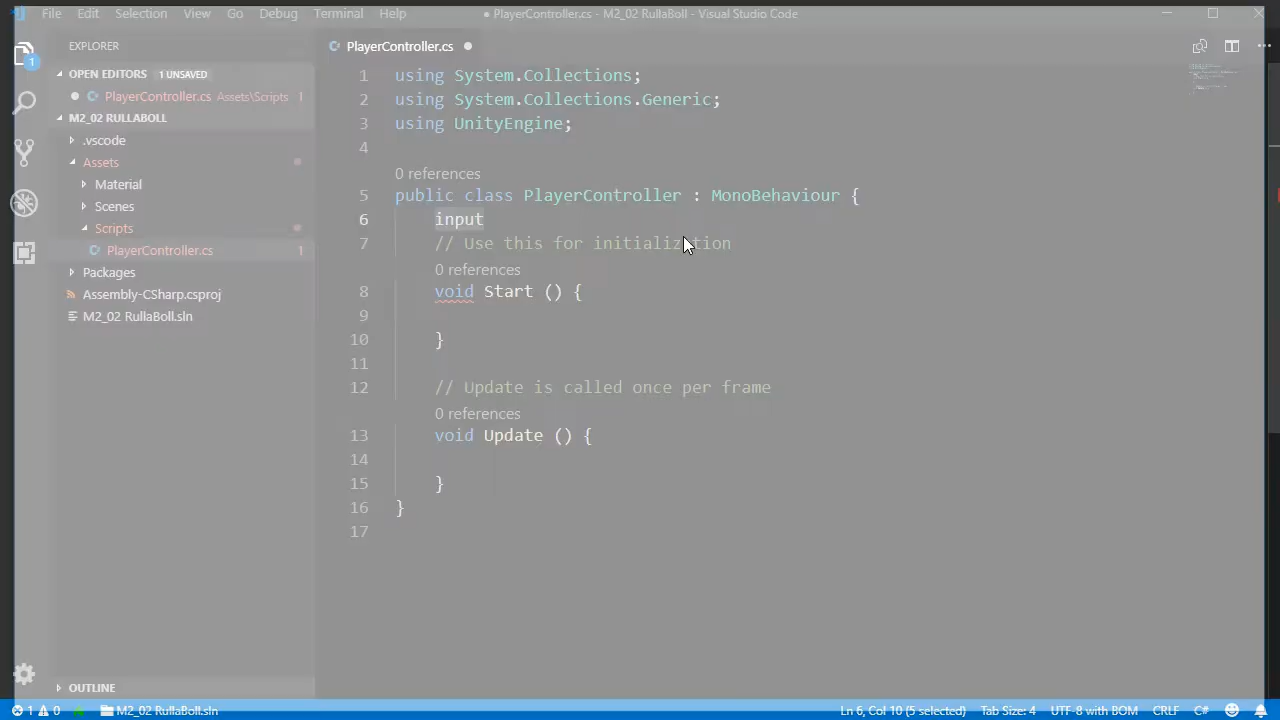 File Edit Selection View Go Debug Terminal Help
● PlayerController.cs - M2_02 RullaBoll - Visual Studio Code
EXPLORER
OPEN EDITORS 1 UNSAVED
PlayerController.cs Assets\Scripts 1
M2_02 RULLABOLL
.vscode
Assets
Material
Scenes
Scripts
PlayerController.cs 1
Packages
Assembly-CSharp.csproj
M2_02 RullaBoll.sln
OUTLINE
1
PlayerController.cs ●
1 using System.Collections;
2 using System.Collections.Generic;
3 using UnityEngine;
4
0 references
5 public class PlayerController : MonoBehaviour {
6 input
7 // Use this for initialization
0 references
8 void Start () {
9
10 }
11
12 // Update is called once per frame
0 references
13 void Update () {
14
15 }
16 }
17
1 0 M2_02 RullaBoll.sln Ln 6, Col 10 (5 selected) Tab Size: 4 UTF-8 with BOM CRLF C#